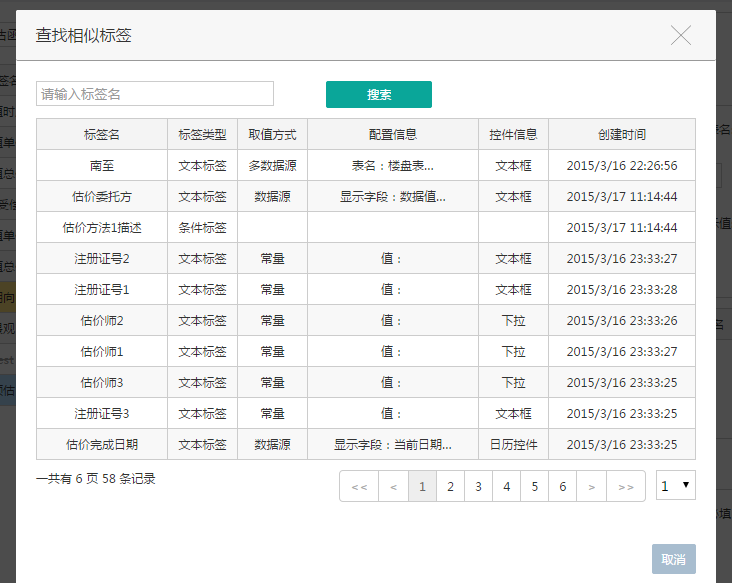 查找相似标签
请输入标签名 搜索
标签名 标签类型 取值方式 配置信息 控件信息 创建时间
南至 文本标签 多数据源 表名：楼盘表... 文本框 2015/3/16 22:26:56
估价委托方 文本标签 数据源 显示字段：数据值... 文本框 2015/3/17 11:14:44
估价方法1描述 条件标签 2015/3/17 11:14:44
注册证号2 文本标签 常量 值： 文本框 2015/3/16 23:33:27
注册证号1 文本标签 常量 值： 文本框 2015/3/16 23:33:28
估价师2 文本标签 常量 值： 下拉 2015/3/16 23:33:26
估价师1 文本标签 常量 值： 下拉 2015/3/16 23:33:27
估价师3 文本标签 常量 值： 下拉 2015/3/16 23:33:25
注册证号3 文本标签 常量 值： 文本框 2015/3/16 23:33:25
估价完成日期 文本标签 数据源 显示字段：当前日期... 日历控件 2015/3/16 23:33:25
一共有 6 页 58 条记录 << < 1 2 3 4 5 6 > >> 1
取消